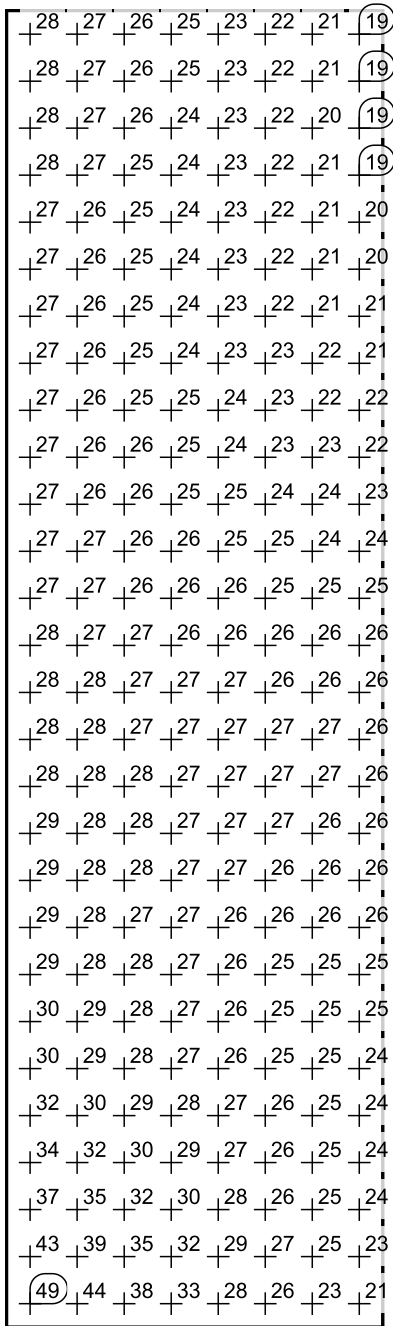 28 27 26 25 23 22 21 19
28 27 26 25 23 22 21 19
28 27 26 24 23 22 20 19
28 27 25 24 23 22 21 19
27 26 25 24 23 22 21 20
27 26 25 24 23 22 21 20
27 26 25 24 23 22 21 21
27 26 25 24 23 23 22 21
27 26 25 25 24 23 22 22
27 26 26 25 24 23 23 22
27 26 26 25 25 24 24 23
27 27 26 26 25 25 24 24
27 27 26 26 26 25 25 25
28 27 27 26 26 26 26 26
28 28 27 27 27 26 26 26
28 28 27 27 27 27 27 26
28 28 28 27 27 27 27 26
29 28 28 27 27 27 26 26
29 28 28 27 27 26 26 26
29 28 27 27 26 26 26 26
29 28 28 27 26 25 25 25
30 29 28 27 26 25 25 25
30 29 28 27 26 25 25 24
32 30 29 28 27 26 25 24
34 32 30 29 27 26 25 24
37 35 32 30 28 26 25 24
43 39 35 32 29 27 25 23
49 44 38 33 28 26 23 21